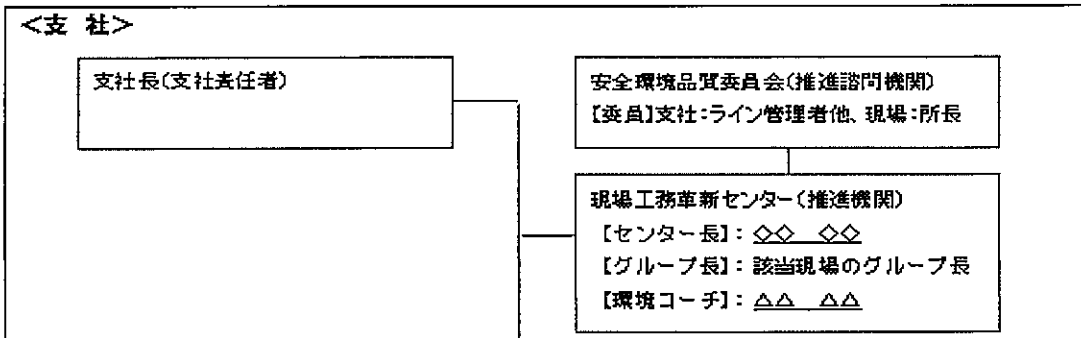 <支 社>
支社長(支社責任者)
安全環境品質委員会(推進諮問機関)
【委員】支社:ライン管理者他、現場:所長
現場工務革新センター(推進機関)
【センター長】:◇◇ ◇◇
【グループ長】:該当現場のグループ長
【環境コーチ】:△△ △△